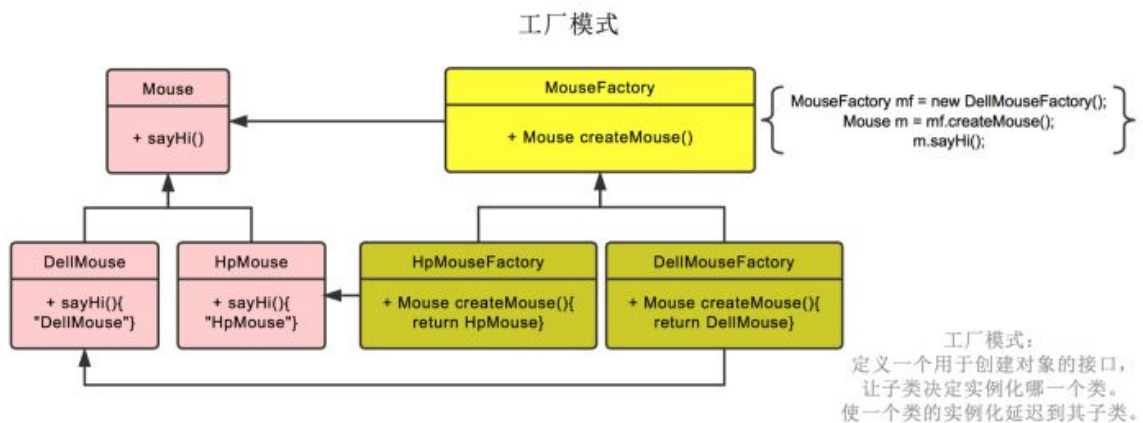 工厂模式
Mouse
+ sayHi()
MouseFactory
+ Mouse createMouse()
MouseFactory mf = new DellMouseFactory();
Mouse m = mf.createMouse();
m.sayHi();
DellMouse
+ sayHi(){
"DellMouse"}
HpMouse
+ sayHi(){
"HpMouse"}
HpMouseFactory
+ Mouse createMouse(){
return HpMouse}
DellMouseFactory
+ Mouse createMouse(){
return DellMouse}
工厂模式：
定义一个用于创建对象的接口，
让子类决定实例化哪一个类。
使一个类的实例化延迟到其子类。